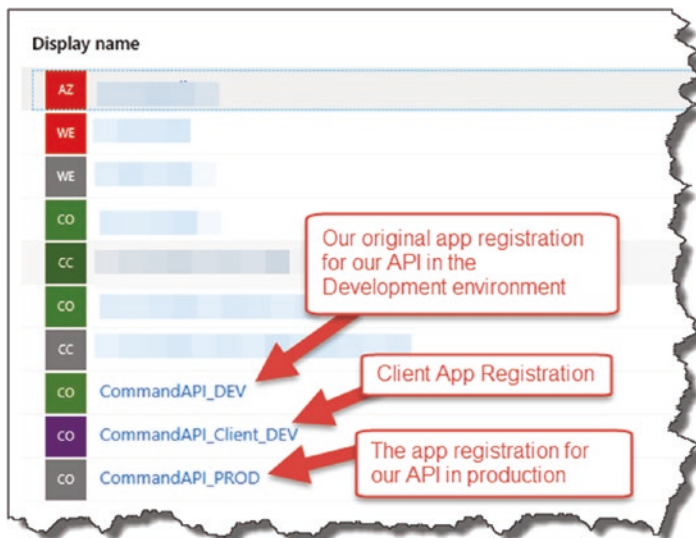 Display name
AZ
WE
WE
CO
Our original app registration
for our API in the
Development environment
CC
CO
CC
Client App Registration
CO CommandAPI_DEV
CO CommandAPI_Client_DEV
The app registration for
our API in production
CO CommandAPI_PROD